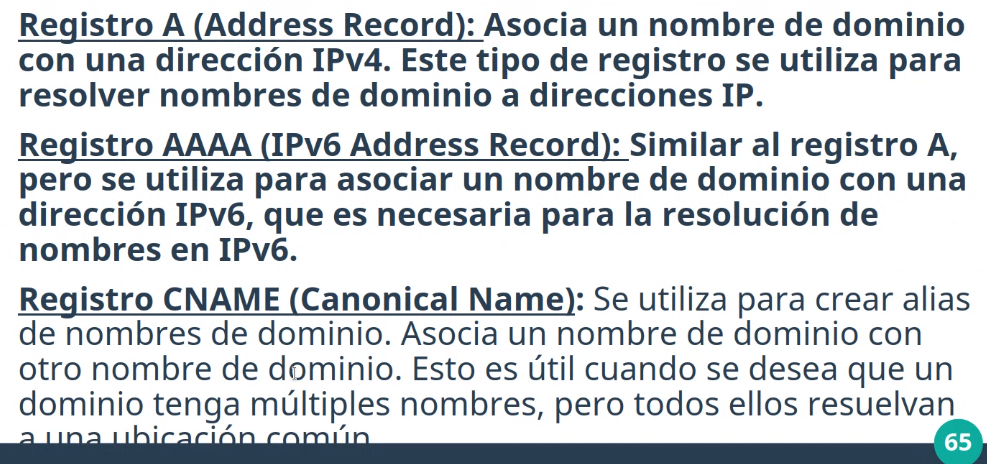 Registro A (Address Record): Asocia un nombre de dominio
con una dirección IPv4. Este tipo de registro se utiliza para
resolver nombres de dominio a direcciones IP.
Registro AAAA (IPv6 Address Record): Similar al registro A,
pero se utiliza para asociar un nombre de dominio con una
dirección IPv6, que es necesaria para la resolución de
nombres en IPv6.
Registro CNAME (Canonical Name): Se utiliza para crear alias
de nombres de dominio. Asocia un nombre de dominio con
otro nombre de dominio. Esto es útil cuando se desea que un
dominio tenga múltiples nombres, pero todos ellos resuelvan
a una ubicación común
65